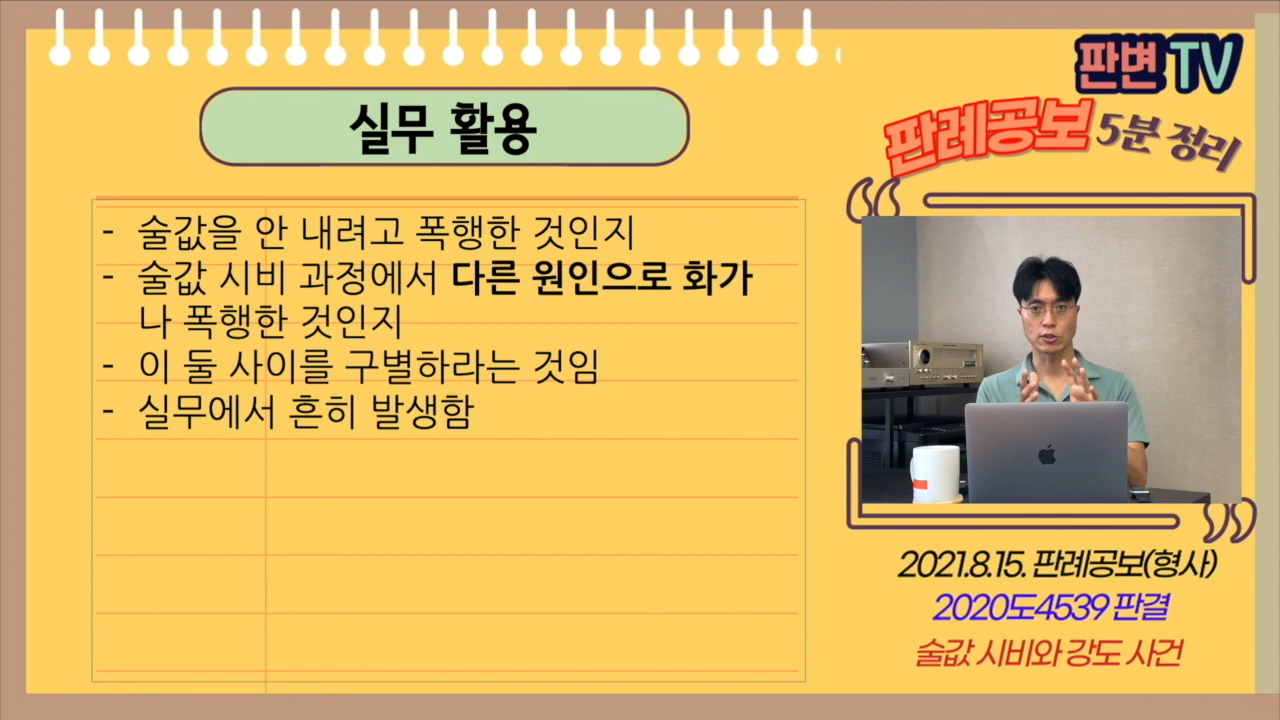 판변 TV
판례공보 5분 정리
실무 활용
- 술값을 안 내려고 폭행한 것인지
- 술값 시비 과정에서 다른 원인으로 화가
나 폭행한 것인지
- 이 둘 사이를 구별하라는 것임
- 실무에서 흔히 발생함
2021.8.15. 판례공보(형사)
2020도4539 판결
술값 시비와 강도 사건